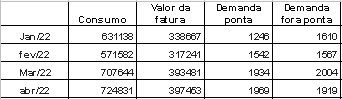 Consumo Valor da fatura Demanda ponta Demanda fora ponta
Jan/22 631138 338667 1246 1610
fev/22 571582 317241 1542 1567
Mar/22 707644 393481 1934 2004
abr/22 724831 397453 1969 1919